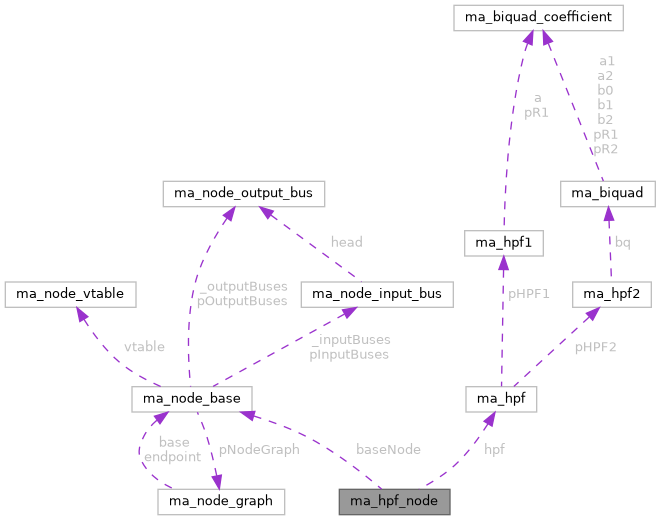 ma_biquad_coefficient
a
pR1
a1
a2
b0
b1
b2
pR1
pR2
ma_node_output_bus
ma_biquad
head
ma_hpf1
bq
ma_node_vtable
_outputBuses
pOutputBuses
ma_node_input_bus
pHPF1
ma_hpf2
vtable
_inputBuses
pInputBuses
pHPF2
ma_node_base
ma_hpf
base
endpoint
pNodeGraph
baseNode
hpf
ma_node_graph
ma_hpf_node